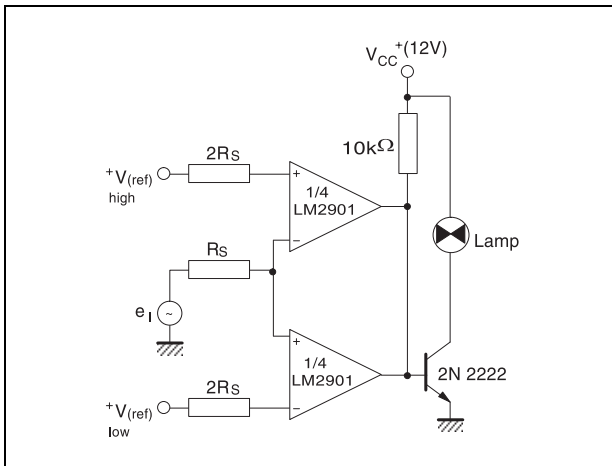 VCC+(12V)
2RS
10kΩ
+V(ref)
high
1/4
LM2901
+
−
RS
Lamp
eI
~
+
−
1/4
LM2901
2N 2222
2RS
+V(ref)
low